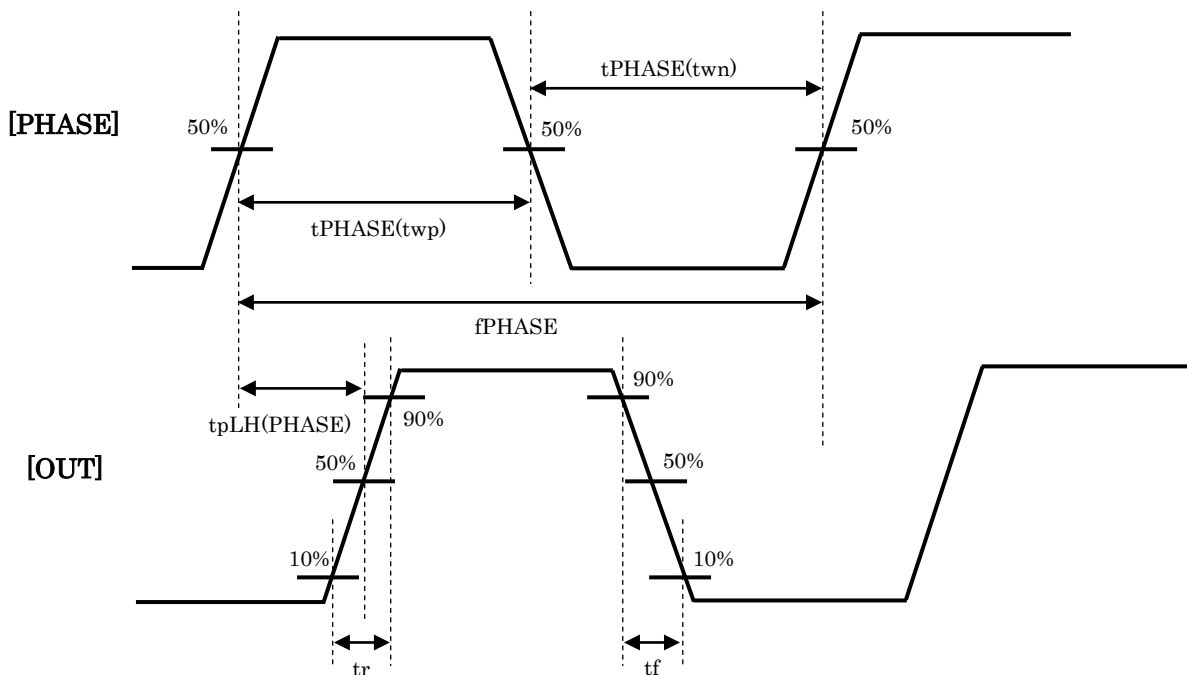 tPHASE(twn)
[PHASE]
50%
50%
50%
tPHASE(twp)
fPHASE
90%
tpLH(PHASE)
90%
[OUT]
50%
50%
10%
10%
tr
tf